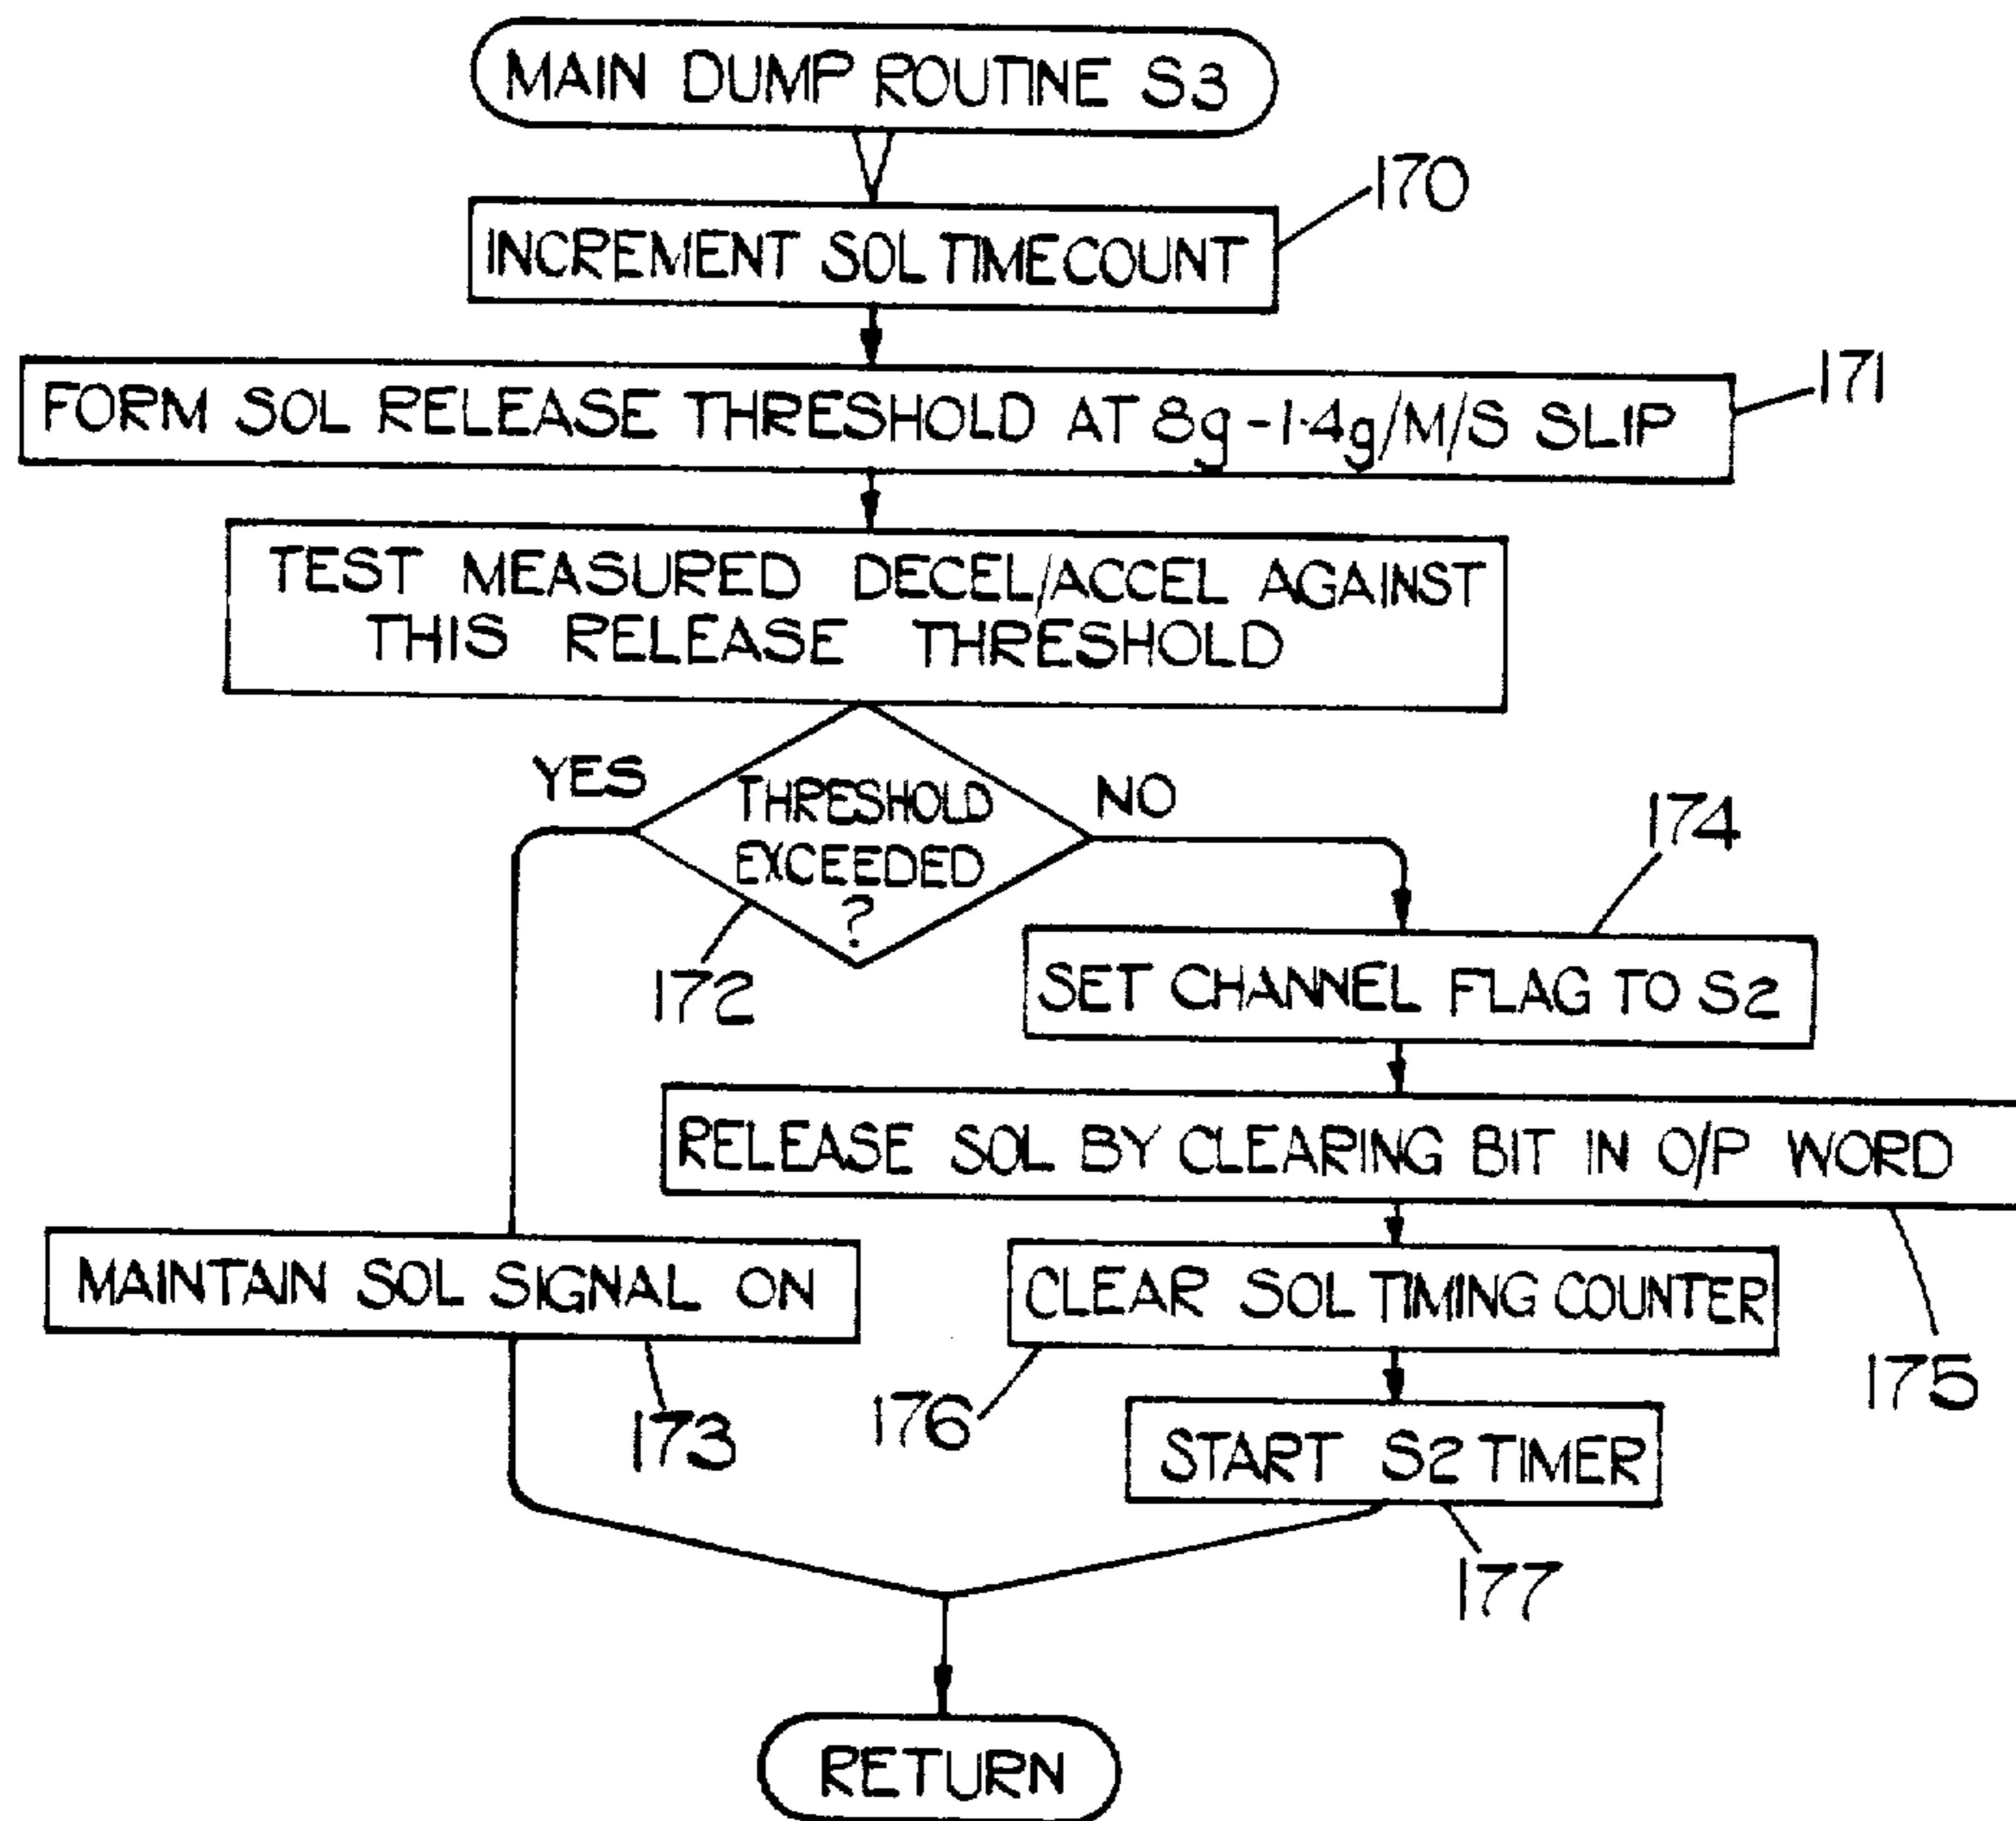 MAIN DUMP ROUTINE S3
170
INCREMENT SOL TIMECOUNT
171
FORM SOL RELEASE THRESHOLD AT 8g-1.4g/M/S SLIP
TEST MEASURED DECEL/ACCEL AGAINST
THIS RELEASE THRESHOLD
YES
THRESHOLD
EXCEEDED
?
NO
172
174
SET CHANNEL FLAG TO S2
RELEASE SOL BY CLEARING BIT IN O/P WORD
175
MAINTAIN SOL SIGNAL ON
173
CLEAR SOL TIMING COUNTER
176
START S2 TIMER
177
RETURN